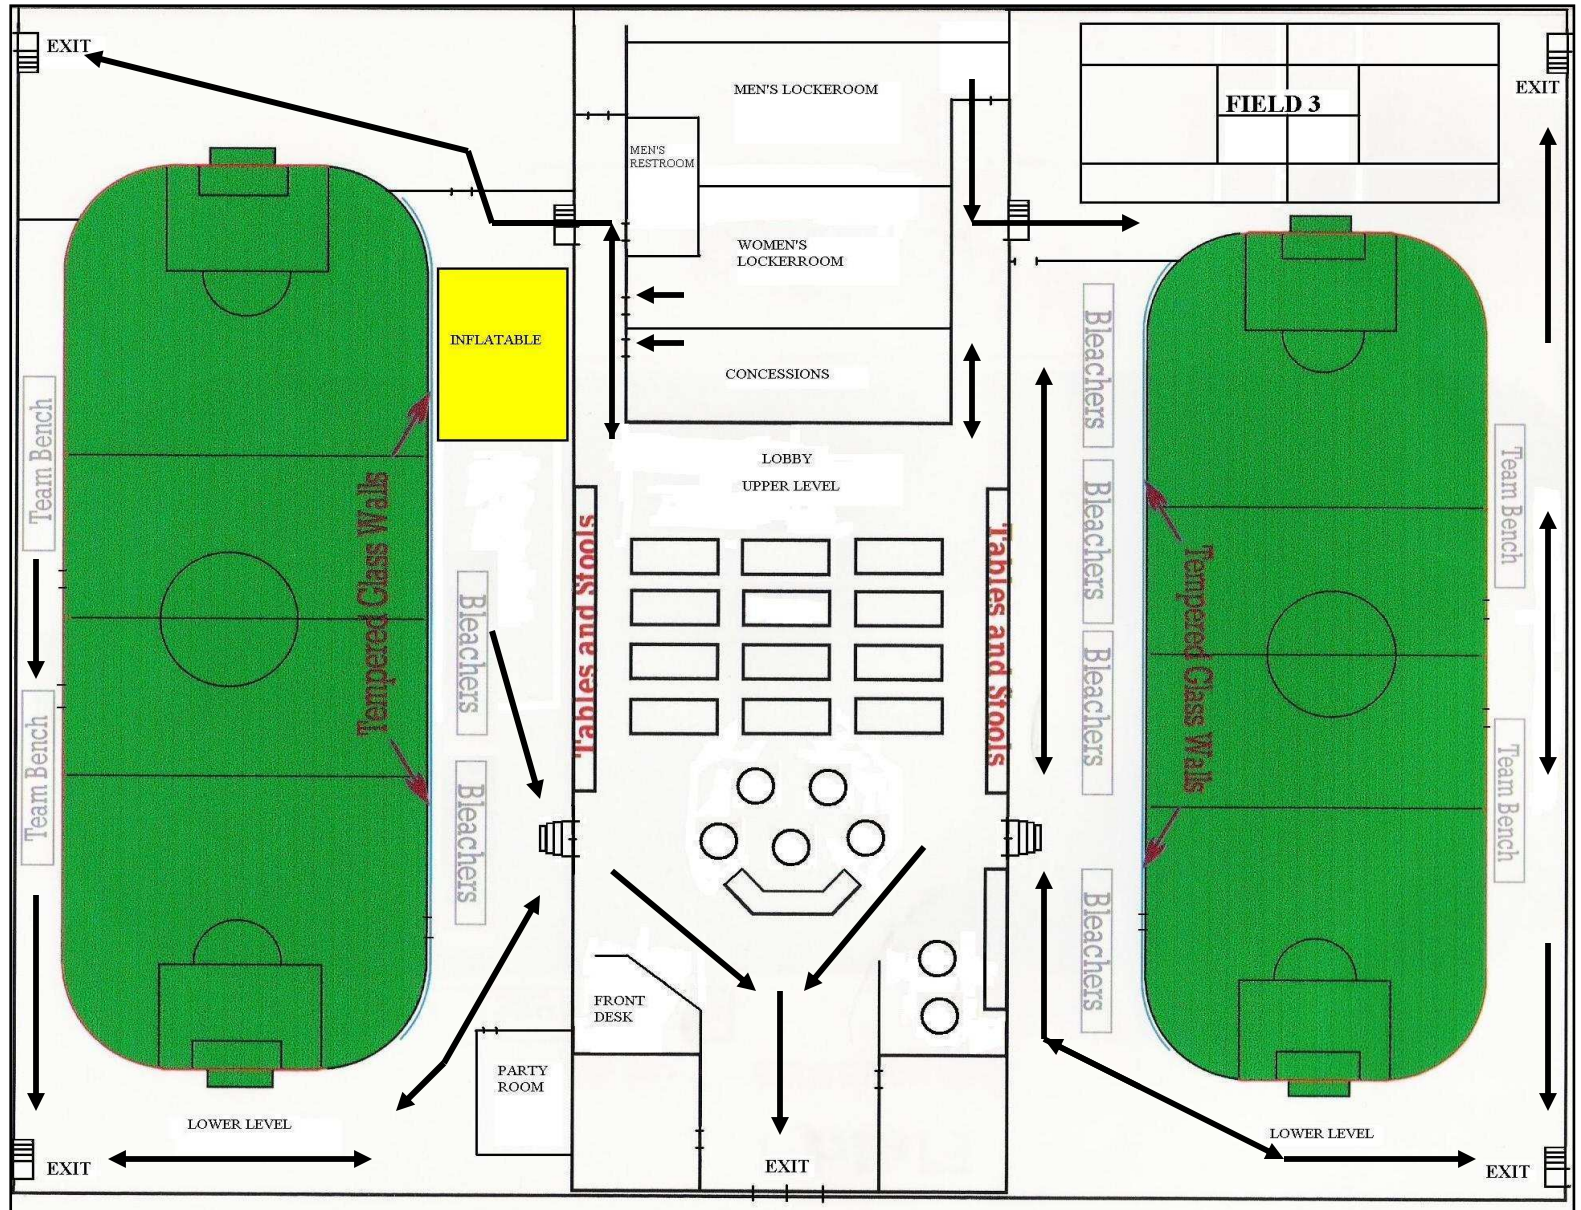 EXIT
MEN'S LOCKEROOM
FIELD 3
EXIT
MEN'S
RESTROOM
WOMEN'S
LOCKERROOM
INFLATABLE
CONCESSIONS
LOBBY
UPPER LEVEL
Team Bench
Team Bench
Tempered Glass Walls
Bleachers
Bleachers
Tables and Stools
Tables and Stools
Bleachers
Bleachers
Bleachers
Bleachers
Tempered Glass Walls
Team Bench
Team Bench
FRONT
DESK
PARTY
ROOM
LOWER LEVEL
LOWER LEVEL
EXIT
EXIT
EXIT